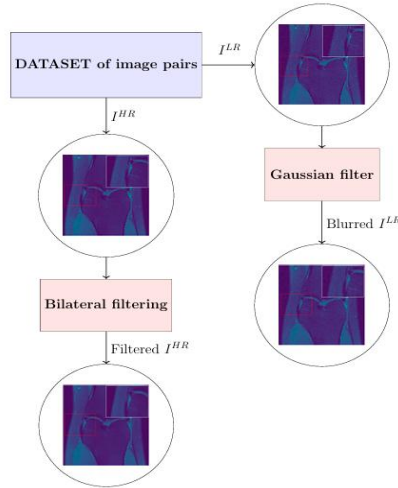 DATASET of image pairs
I^{LR}
I^{HR}
Gaussian filter
Blurred I^{LR}
Bilateral filtering
Filtered I^{HR}